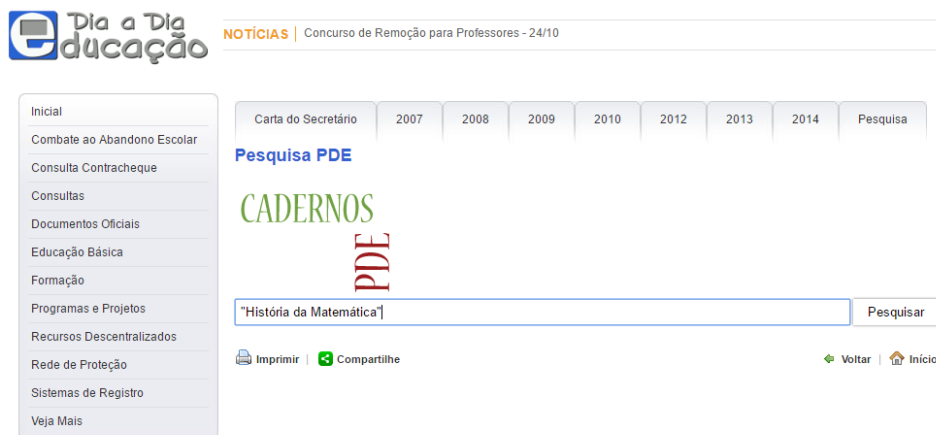 Dia a Dia
educação
NOTÍCIAS | Concurso de Remoção para Professores - 24/10
Inicial
Combate ao Abandono Escolar
Consulta Contracheque
Consultas
Documentos Oficiais
Educação Básica
Formação
Programas e Projetos
Recursos Descentralizados
Rede de Proteção
Sistemas de Registro
Veja Mais
Carta do Secretário 2007 2008 2009 2010 2012 2013 2014 Pesquisa
Pesquisa PDE
CADERNOS
PDE
"História da Matemática" Pesquisar
Imprimir | Compartilhe Voltar | Início